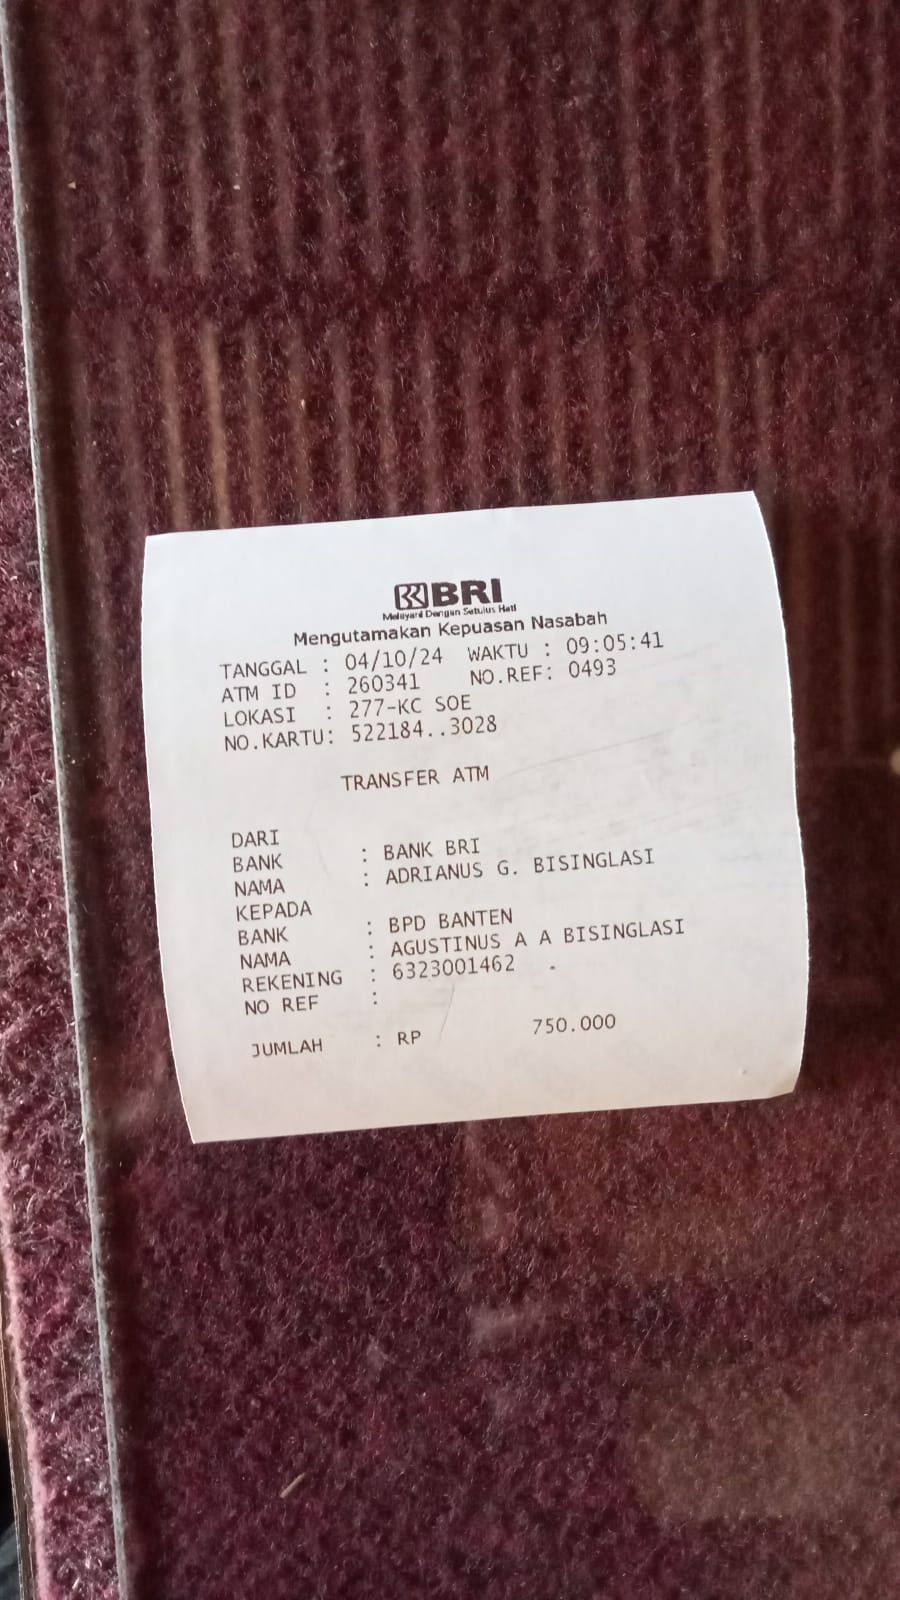 BRI
Melayani Dengan Setulus Hati
Mengutamakan Kepuasan Nasabah
TANGGAL : 04/10/24 WAKTU : 09:05:41
ATM ID : 260341 NO.REF: 0493
LOKASI : 277-KC SOE
NO.KARTU: 522184..3028
TRANSFER ATM
DARI
BANK : BANK BRI
NAMA : ADRIANUS G. BISINGLASI
KEPADA
BANK : BPD BANTEN
NAMA : AGUSTINUS A A BISINGLASI
REKENING : 6323001462
NO REF :
JUMLAH : RP 750.000